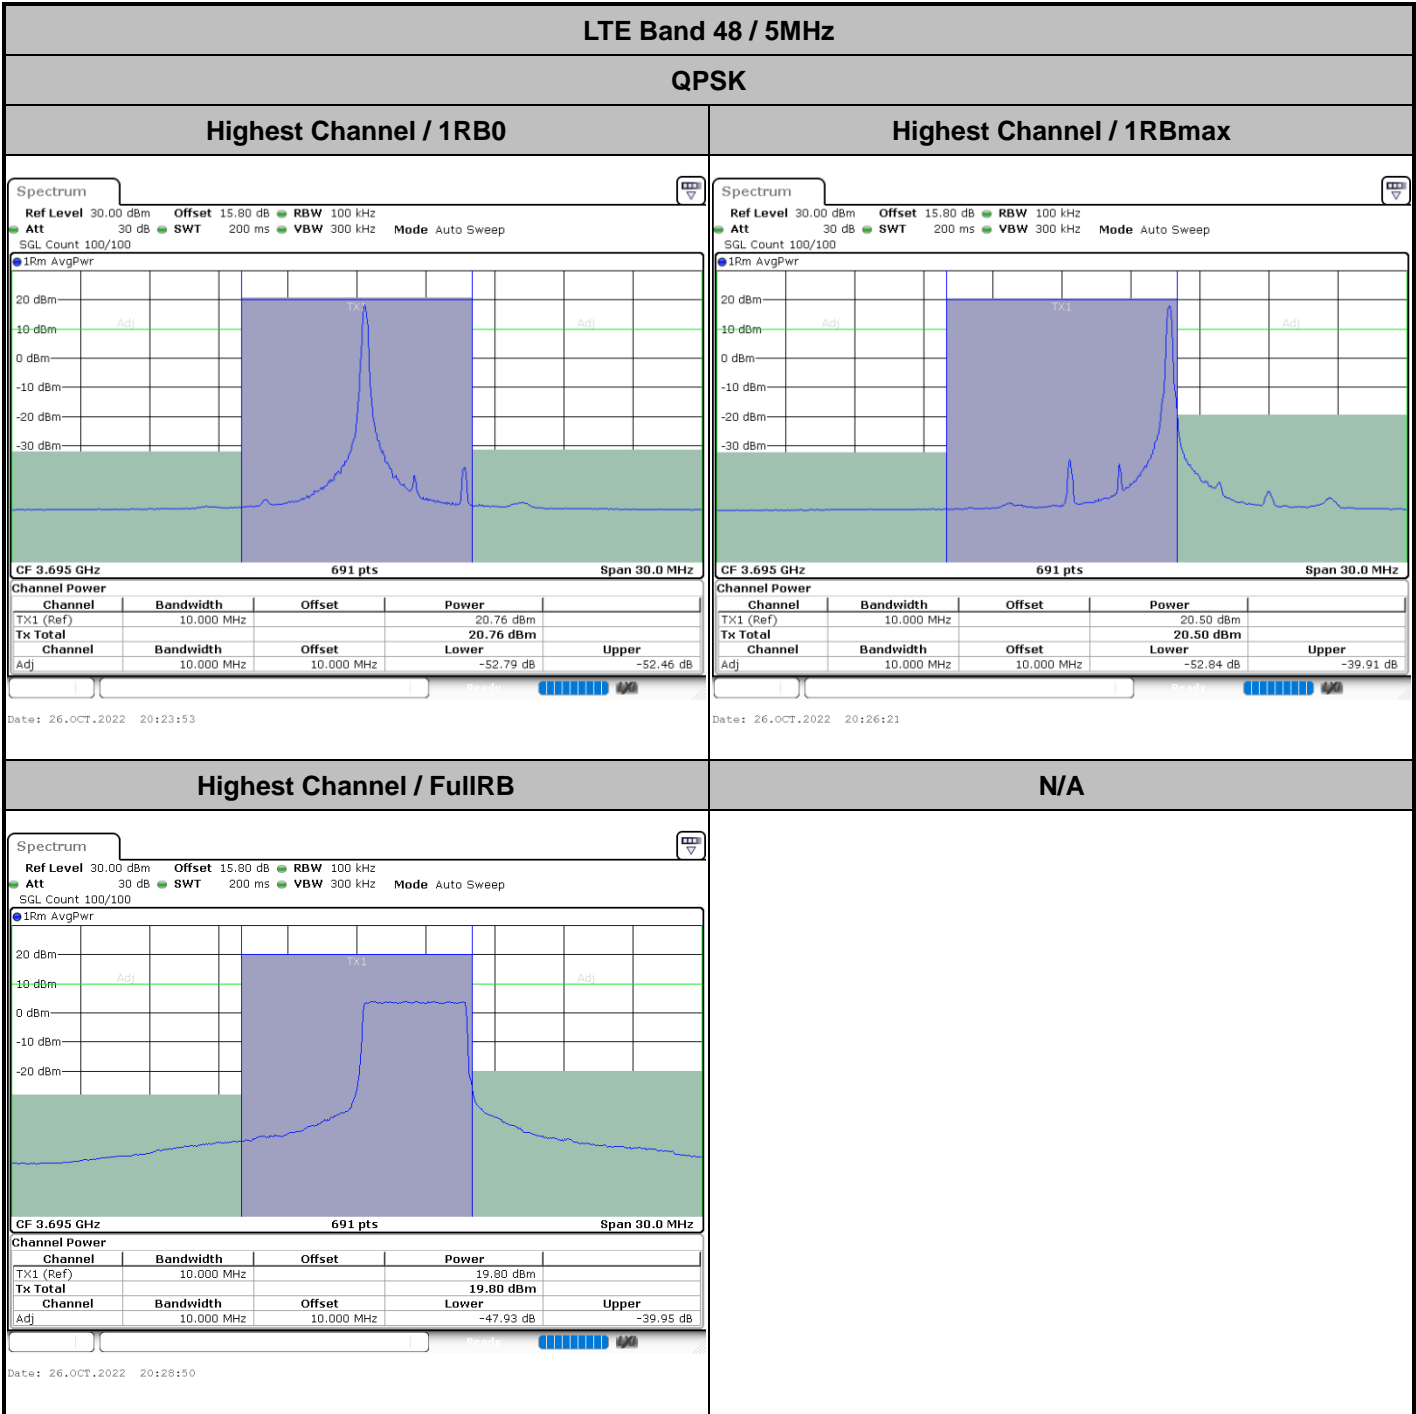 LTE Band 48 / 5MHz
QPSK
Highest Channel / 1RB0
Highest Channel / 1RBmax
Spectrum
Ref Level 30.00 dBm Offset 15.80 dB RBW 100 kHz
Att 30 dB SWT 200 ms VBW 300 kHz Mode Auto Sweep
SGL Count 100/100
1Rm AvgPwr
20 dBm
10 dBm
0 dBm
-10 dBm
-20 dBm
-30 dBm
Adj
TX1
Adj
CF 3.695 GHz 691 pts Span 30.0 MHz
Channel Power
Channel Bandwidth Offset Power
TX1 (Ref) 10.000 MHz 20.76 dBm
Tx Total 20.76 dBm
Channel Bandwidth Offset Lower Upper
Adj 10.000 MHz 10.000 MHz -52.79 dB -52.46 dB
Ready
Date: 26.OCT.2022 20:23:53
Spectrum
Ref Level 30.00 dBm Offset 15.80 dB RBW 100 kHz
Att 30 dB SWT 200 ms VBW 300 kHz Mode Auto Sweep
SGL Count 100/100
1Rm AvgPwr
20 dBm
10 dBm
0 dBm
-10 dBm
-20 dBm
-30 dBm
Adj
TX1
Adj
CF 3.695 GHz 691 pts Span 30.0 MHz
Channel Power
Channel Bandwidth Offset Power
TX1 (Ref) 10.000 MHz 20.50 dBm
Tx Total 20.50 dBm
Channel Bandwidth Offset Lower Upper
Adj 10.000 MHz 10.000 MHz -52.84 dB -39.91 dB
Ready
Date: 26.OCT.2022 20:26:21
Highest Channel / FullRB
N/A
Spectrum
Ref Level 30.00 dBm Offset 15.80 dB RBW 100 kHz
Att 30 dB SWT 200 ms VBW 300 kHz Mode Auto Sweep
SGL Count 100/100
1Rm AvgPwr
20 dBm
10 dBm
0 dBm
-10 dBm
-20 dBm
Adj
TX1
Adj
CF 3.695 GHz 691 pts Span 30.0 MHz
Channel Power
Channel Bandwidth Offset Power
TX1 (Ref) 10.000 MHz 19.80 dBm
Tx Total 19.80 dBm
Channel Bandwidth Offset Lower Upper
Adj 10.000 MHz 10.000 MHz -47.93 dB -39.95 dB
Ready
Date: 26.OCT.2022 20:28:50